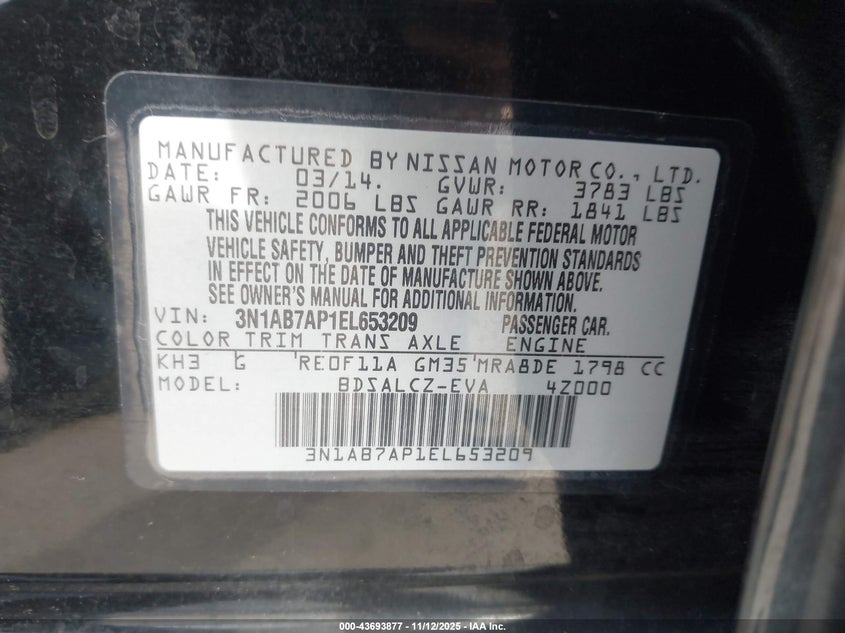 MANUFACTURED BY NISSAN MOTOR CO., LTD.
DATE: 03/14. GVWR: 3783 LBS
GAWR FR: 2006 LBS GAWR RR: 1841 LBS
THIS VEHICLE CONFORMS TO ALL APPLICABLE FEDERAL MOTOR
VEHICLE SAFETY, BUMPER AND THEFT PREVENTION STANDARDS
IN EFFECT ON THE DATE OF MANUFACTURE SHOWN ABOVE.
SEE OWNER'S MANUAL FOR ADDITIONAL INFORMATION.
VIN: 3N1AB7AP1EL653209 PASSENGER CAR.
COLOR TRIM TRANS AXLE ENGINE
KH3 G 'RE0F11A GM35'MRA8DE 1798 CC
MODEL: BDSALCZ-EVA 4Z000
3N1AB7AP1EL653209
000-43693877 - 11/12/2025 - IAA Inc.